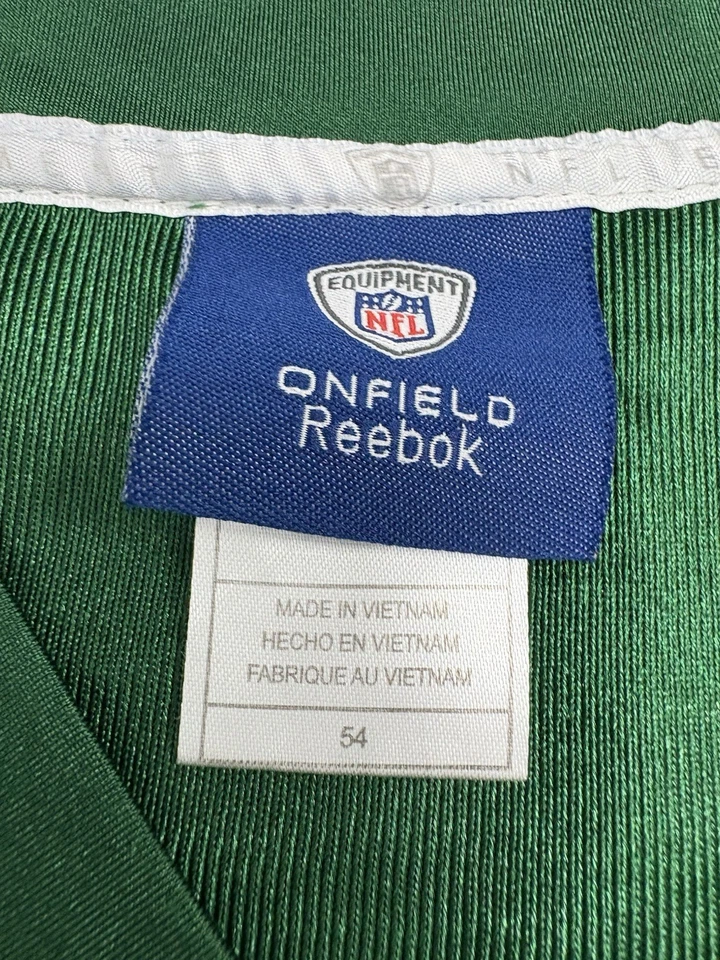 NFL E
EQUIPMENT
NFL
ONFIELD
Reebok
MADE IN VIETNAM
HECHO EN VIETNAM
FABRIQUE AU VIETNAM
54